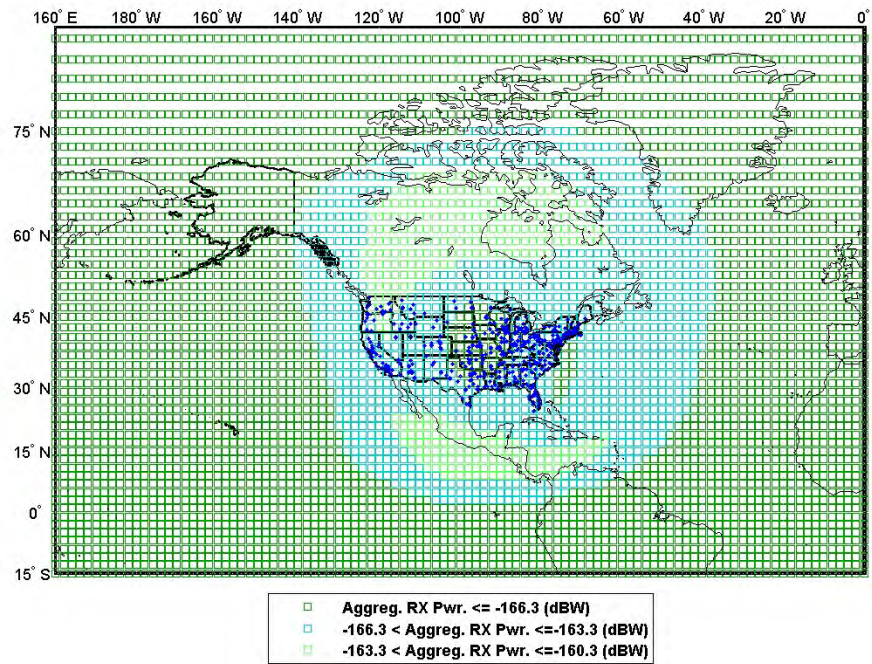 160° E 180° W 160° W 140° W 120° W 100° W 80° W 60° W 40° W 20° W 0°
75° N
60° N
45° N
30° N
15° N
0°
15° S
Aggreg. RX Pwr. <= -166.3 (dBW)
-166.3 < Aggreg. RX Pwr. <=-163.3 (dBW)
-163.3 < Aggreg. RX Pwr. <=-160.3 (dBW)